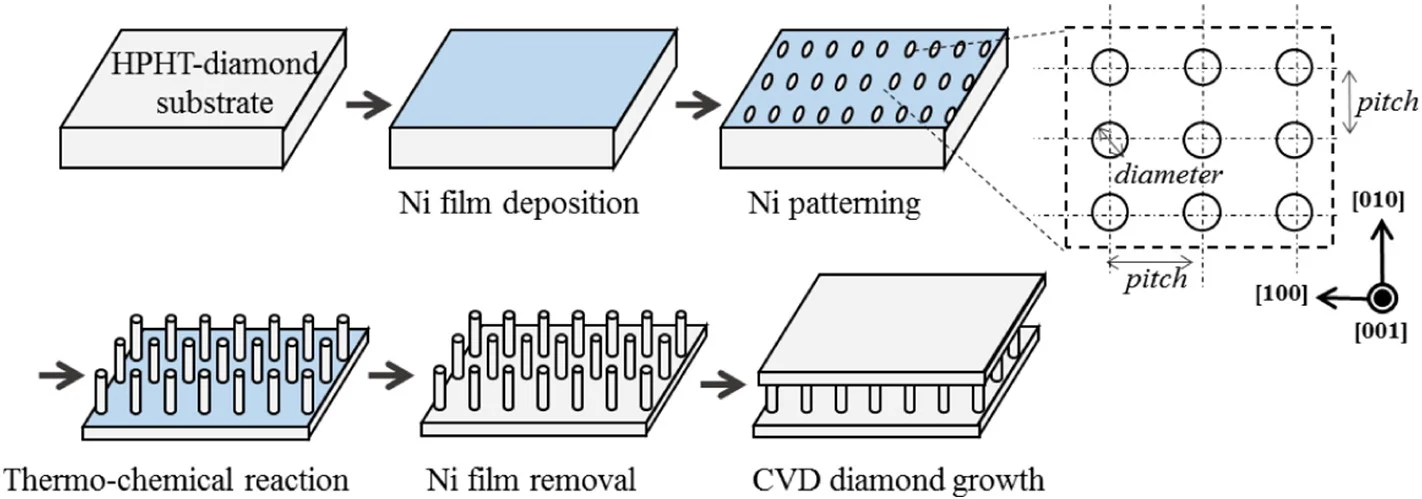 HPHT-diamond
substrate
Ni film deposition
Ni patterning
pitch
diameter
pitch
[010]
[100]
[001]
Thermo-chemical reaction
Ni film removal
CVD diamond growth